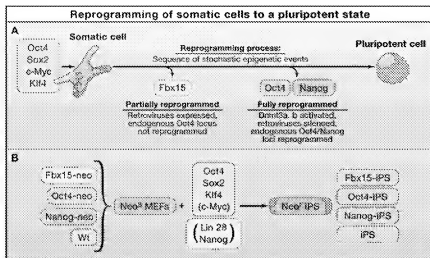 Reprogramming of somatic cells to a pluripotent state
A
Oct4
Sox2
c-Myc
Klf4
Somatic cell
Reprogramming process:
Sequence of stochastic epigenetic events
Pluripotent cell
Fbx15
Oct4
Nanog
Partially reprogrammed
Retroviruses expressed,
endogenous Oct4 locus
not reprogrammed
Fully reprogrammed
Dnmt3a, b activated,
retroviruses silenced,
endogenous Oct4/Nanog
loci reprogrammed
B
Fbx15-neo
Oct4-neo
Nanog-neo
Wt
MEFs
+
Oct4
Sox2
Klf4
(c-Myc)
(Lin 28
Nanog)
iPS
Fbx15-iPS
Oct4-iPS
Nanog-iPS
iPS